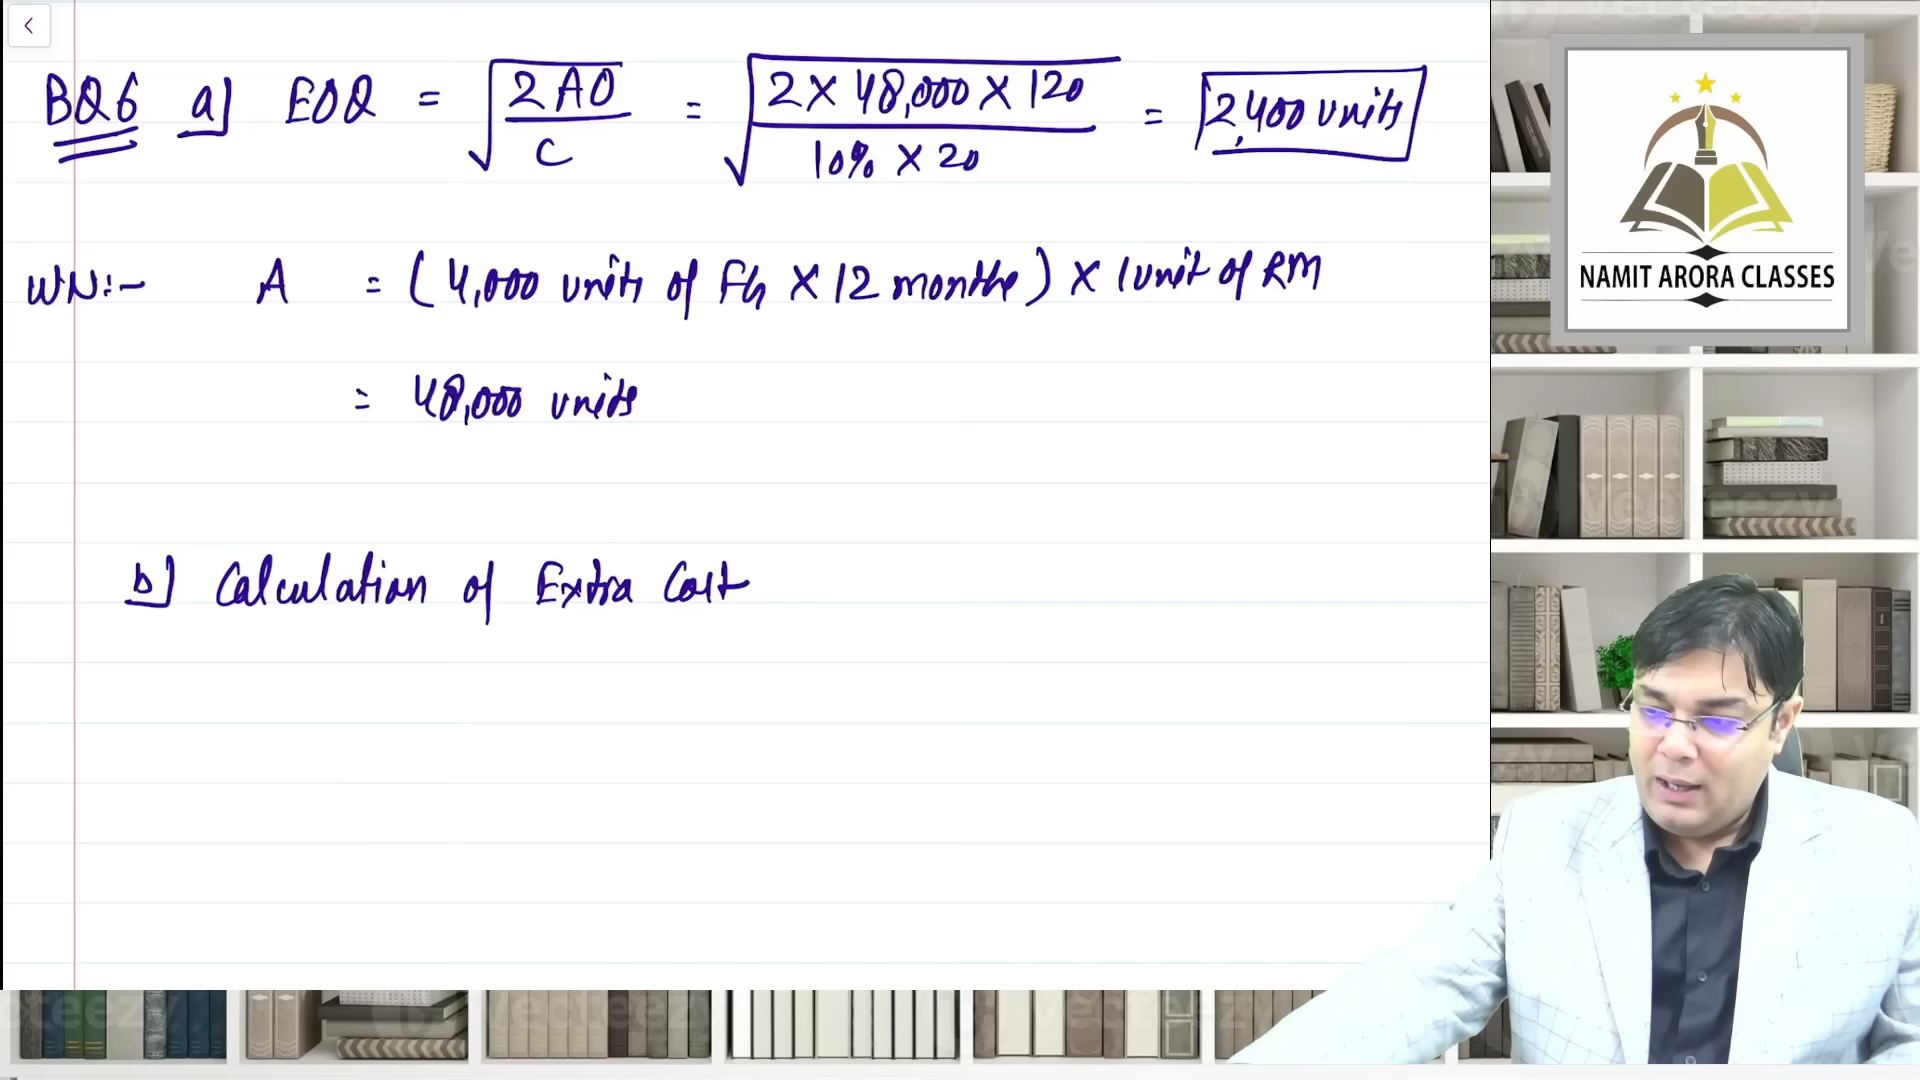 BQ6 a] EOQ = √2AO/C = √2 X 48,000 X 120/10% X 20 = 2,400 units
WN:- A = (4,000 units of FG X 12 months) X 1 unit of RM
= 48,000 units
b] Calculation of Extra Cost
NAMIT ARORA CLASSES